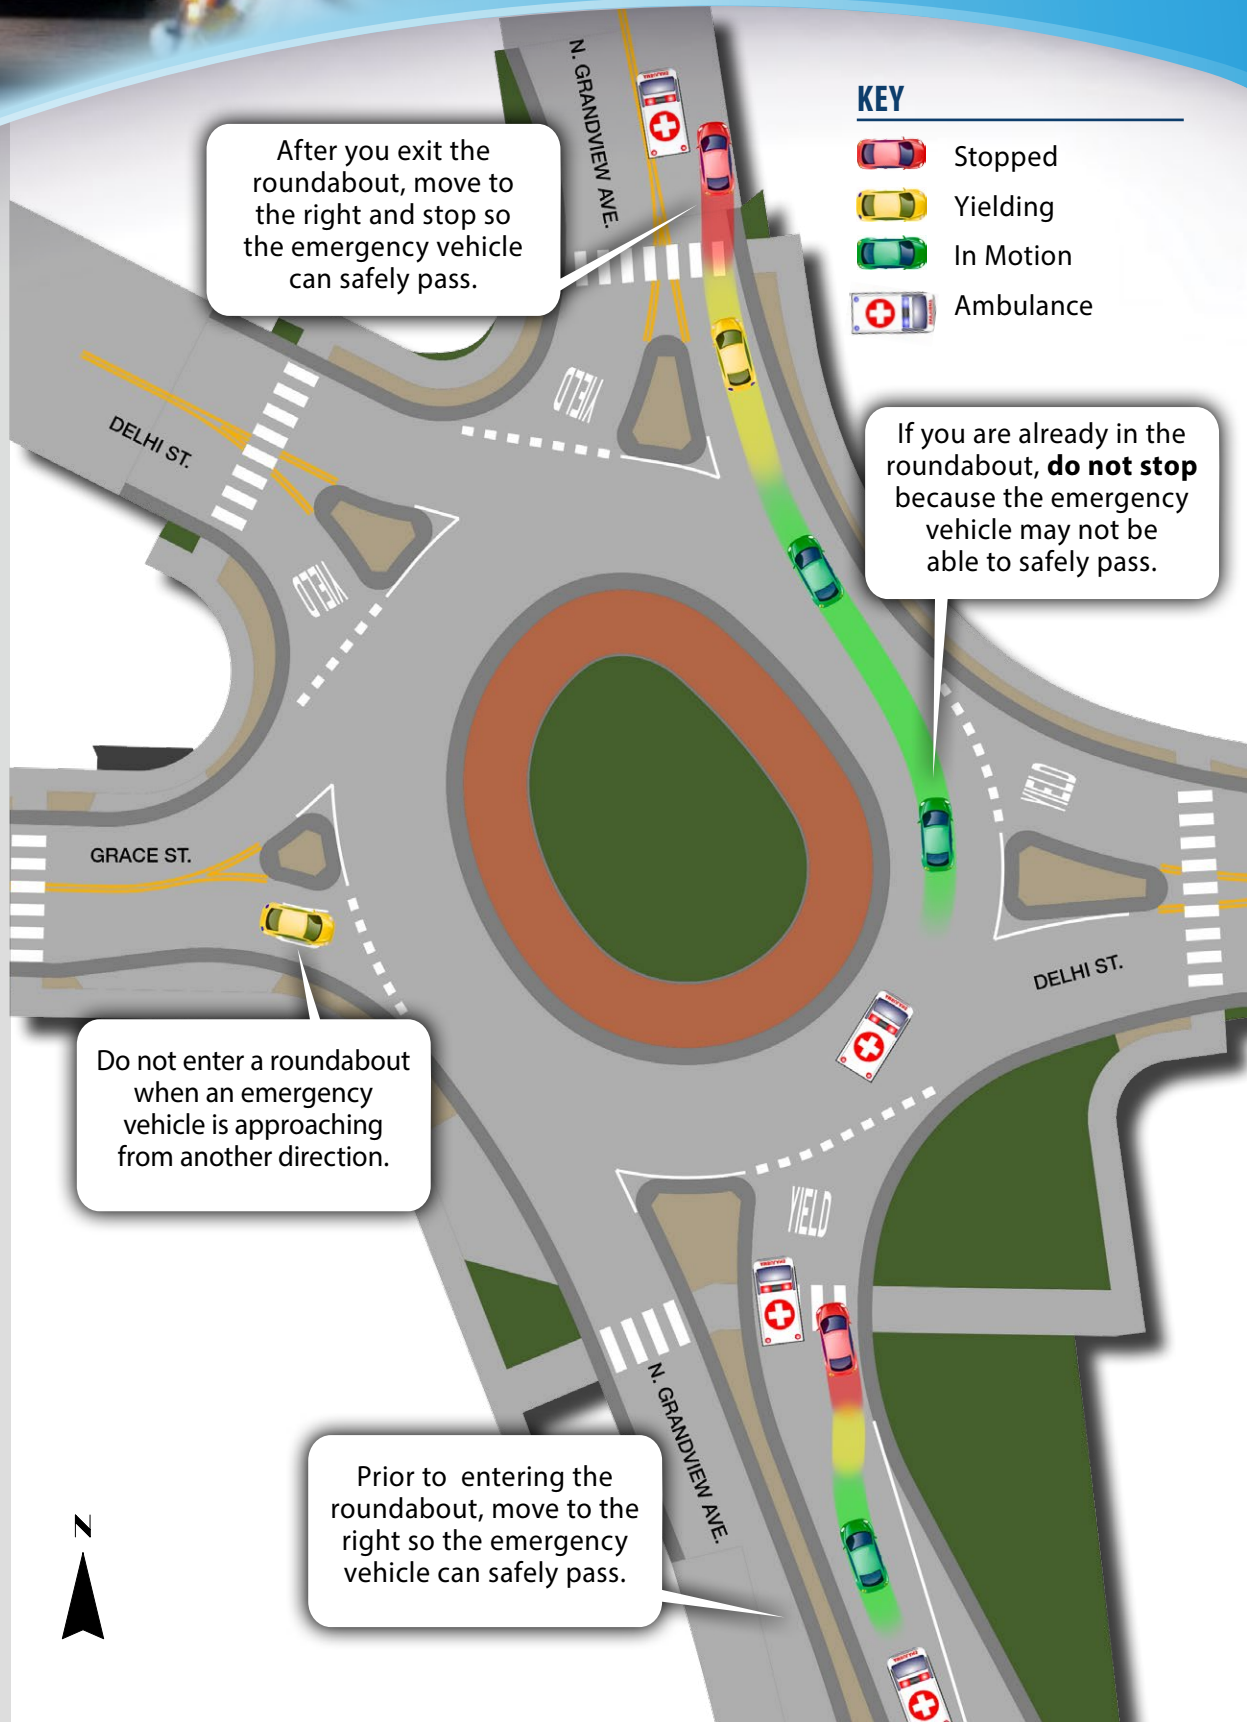 N. GRANDVIEW AVE.
KEY
Stopped
Yielding
In Motion
Ambulance
After you exit the
roundabout, move to
the right and stop so
the emergency vehicle
can safely pass.
YIELD
DELHI ST.
If you are already in the
roundabout, do not stop
because the emergency
vehicle may not be
able to safely pass.
YIELD
YIELD
GRACE ST.
DELHI ST.
Do not enter a roundabout
when an emergency
vehicle is approaching
from another direction.
YIELD
N. GRANDVIEW AVE.
Prior to entering the
roundabout, move to the
right so the emergency
vehicle can safely pass.
N